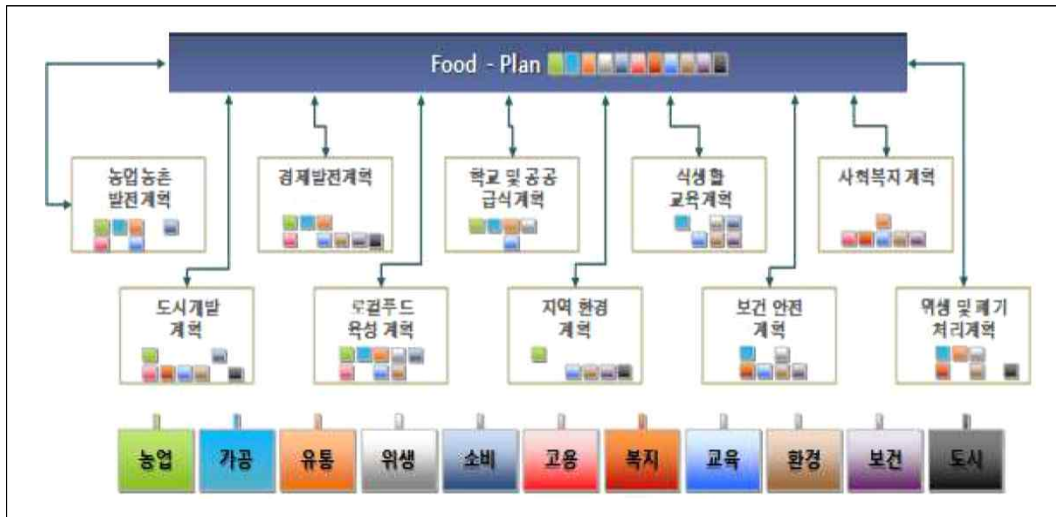 Food - Plan
농업농촌
발전계획
경제발전계획
학교 및 공공
급식계획
식생활
교육계획
사회복지 계획
도시개발
계획
로컬푸드
육성 계획
지역 환경
계획
보건 안전
계획
위생 및 폐기
처리계획
농업
가공
유통
위생
소비
고용
복지
교육
환경
보건
도시